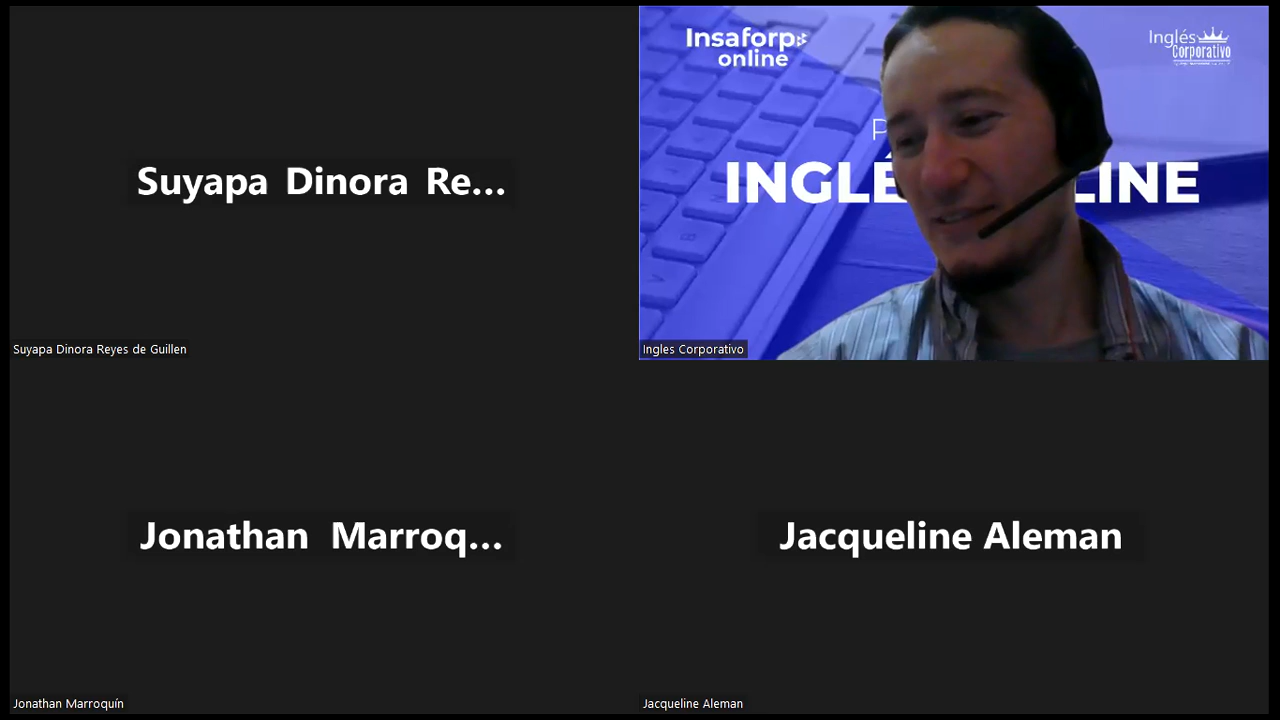 Suyapa Dinora Re...
Suyapa Dinora Reyes de Guillen
Insaforp
online
Inglés
Corporativo
P
INGLÉ LINE
Ingles Corporativo
Jonathan Marroq...
Jonathan Marroquín
Jacqueline Aleman
Jacqueline Aleman